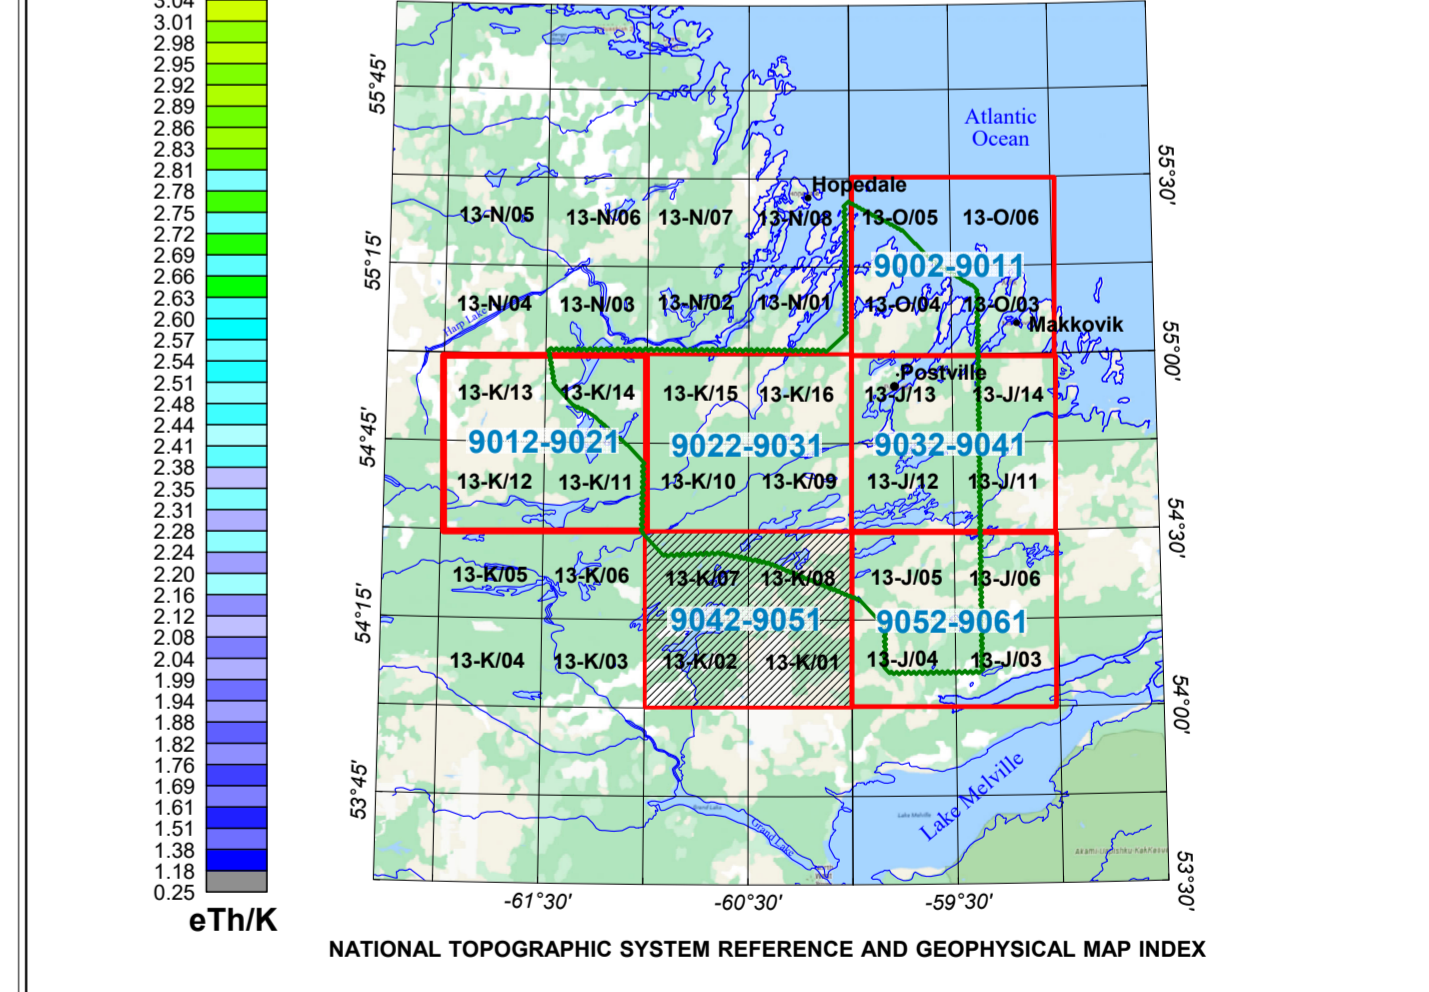 3.04
3.01
2.98
2.95
2.92
2.89
2.86
2.83
2.81
2.78
2.75
2.72
2.69
2.66
2.63
2.60
2.57
2.54
2.51
2.48
2.44
2.41
2.38
2.35
2.31
2.28
2.24
2.20
2.16
2.12
2.08
2.04
1.99
1.94
1.88
1.82
1.76
1.69
1.61
1.51
1.38
1.18
0.25
eTh/K
55°45'
55°15'
54°45'
54°15'
53°45'
Atlantic
Ocean
Hopedale
13-N/05 13-N/06 13-N/07 13-N/08 13-O/05 13-O/06
9002-9011
13-N/04 13-N/03 13-N/02 13-N/01 13-O/04 13-O/03
Harp Lake
Makkovik
Postville
13-K/13 13-K/14 13-K/15 13-K/16 13-J/13 13-J/14
9012-9021 9022-9031 9032-9041
13-K/12 13-K/11 13-K/10 13-K/09 13-J/12 13-J/11
13-K/05 13-K/06 13-K/07 13-K/08 13-J/05 13-J/06
9042-9051 9052-9061
13-K/04 13-K/03 13-K/02 13-K/01 13-J/04 13-J/03
Lake Melville
Lake Melville
Grand Lake
Grand Lake
55°30'
55°00'
54°30'
54°00'
53°30'
-61°30' -60°30' -59°30'
NATIONAL TOPOGRAPHIC SYSTEM REFERENCE AND GEOPHYSICAL MAP INDEX